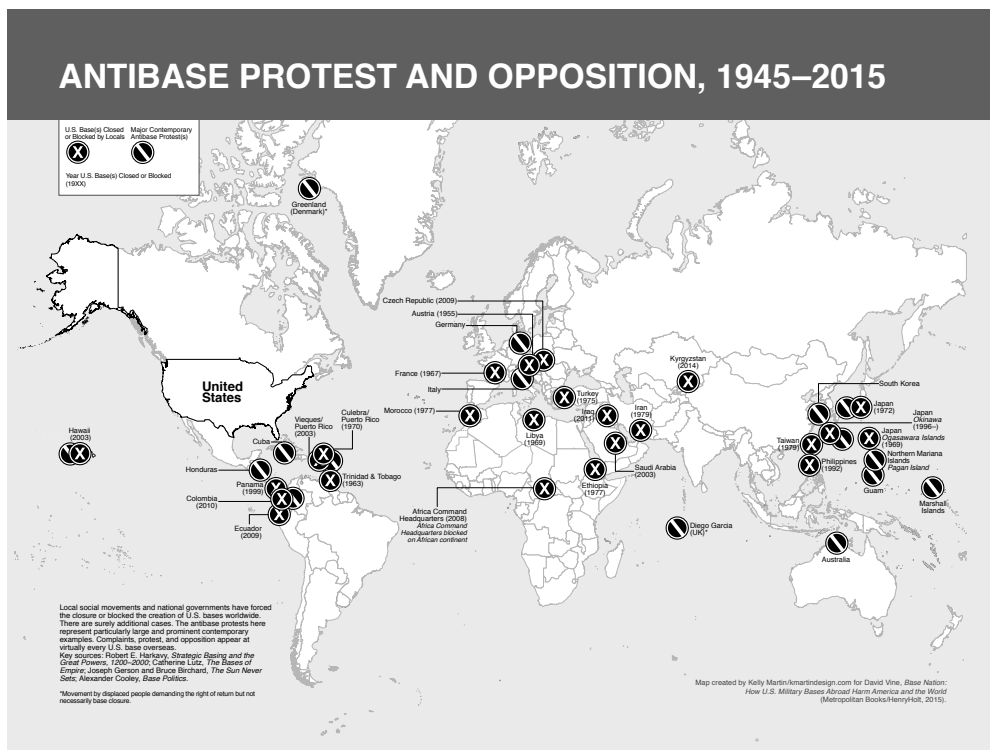 ANTIBASE PROTEST AND OPPOSITION, 1945–2015
U.S. Base(s) Closed
or Blocked by Locals
Major Contemporary
Antibase Protest(s)
Year U.S. Base(s) Closed or Blocked
(19XX)
Greenland
(Denmark)*
Czech Republic (2009)
Austria (1955)
Germany
France (1967)
Italy
Morocco (1977)
Libya
(1969)
Turkey
(1975)
Iraq
(2011)
Iran
(1979)
Kyrgyzstan
(2014)
Saudi Arabia
(2003)
Ethiopia
(1977)
Africa Command
Headquarters (2008)
Africa Command
Headquarters blocked
on African continent
Diego Garcia
(UK)*
South Korea
Japan
(1972)
Japan
Okinawa
(1996–)
Japan
Ogasawara Islands
(1969)
Taiwan
(1979)
Philippines
(1992)
Northern Mariana
Islands
Pagan Island
Guam
Marshall
Islands
Australia
United
States
Hawaii
(2003)
Cuba
Vieques/
Puerto Rico
(2003)
Culebra/
Puerto Rico
(1970)
Honduras
Trinidad & Tobago
(1963)
Panama
(1999)
Colombia
(2010)
Ecuador
(2009)
Local social movements and national governments have forced
the closure or blocked the creation of U.S. bases worldwide.
There are surely additional cases. The antibase protests here
represent particularly large and prominent contemporary
examples. Complaints, protest, and opposition appear at
virtually every U.S. base overseas.
Key sources: Robert E. Harkavy, Strategic Basing and the
Great Powers, 1200–2000; Catherine Lutz, The Bases of
Empire; Joseph Gerson and Bruce Birchard, The Sun Never
Sets; Alexander Cooley, Base Politics.
*Movement by displaced people demanding the right of return but not
necessarily base closure.
Map created by Kelly Martin/kmartindesign.com for David Vine, Base Nation:
How U.S. Military Bases Abroad Harm America and the World
(Metropolitan Books/HenryHolt, 2015).